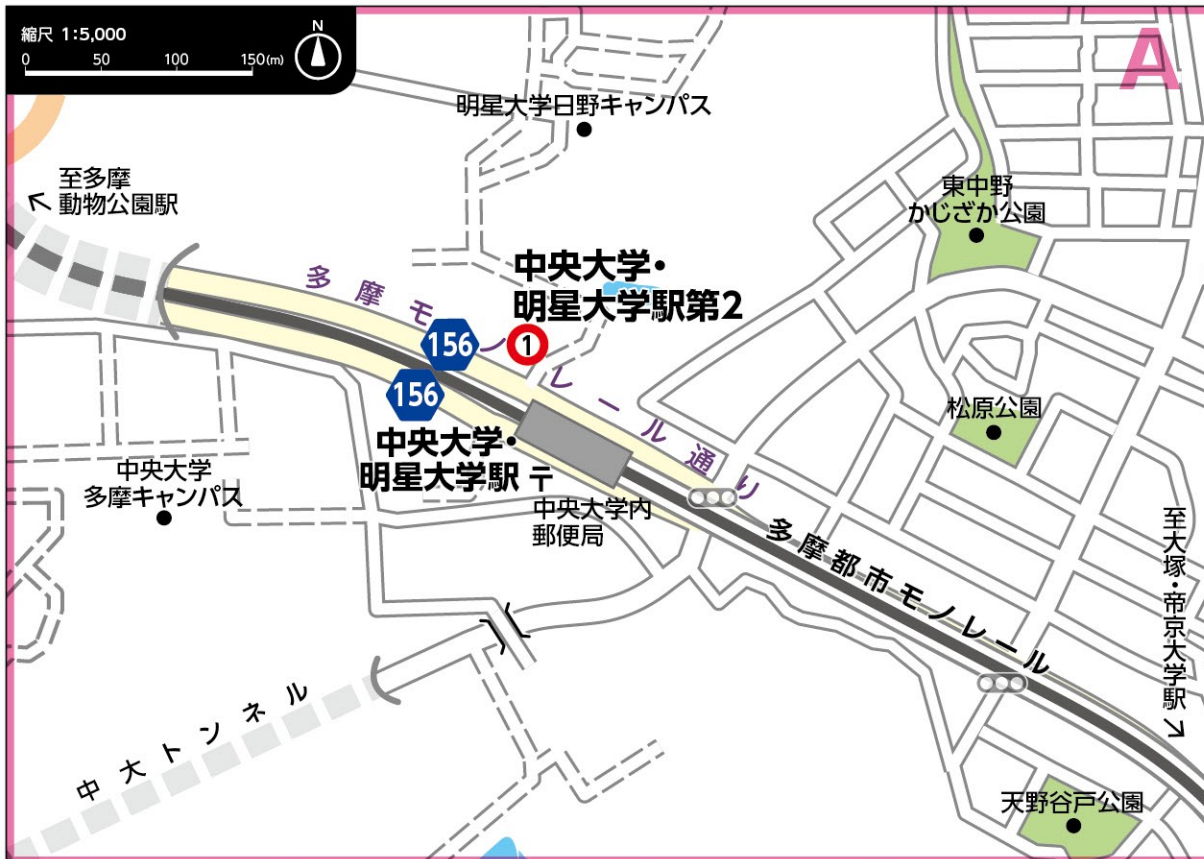 縮尺 1:5,000
0 50 100 150(m)
N
A
明星大学日野キャンパス
至多摩
動物公園駅
東中野
かじざか公園
中央大学・
明星大学駅第2
多摩モノレール通り
156
1
156
松原公園
中央大学・
明星大学駅 〒
中央大学
多摩キャンパス
中央大学内
郵便局
多摩都市モノレール
至大塚・帝京大学駅
中大トンネル
天野谷戸公園